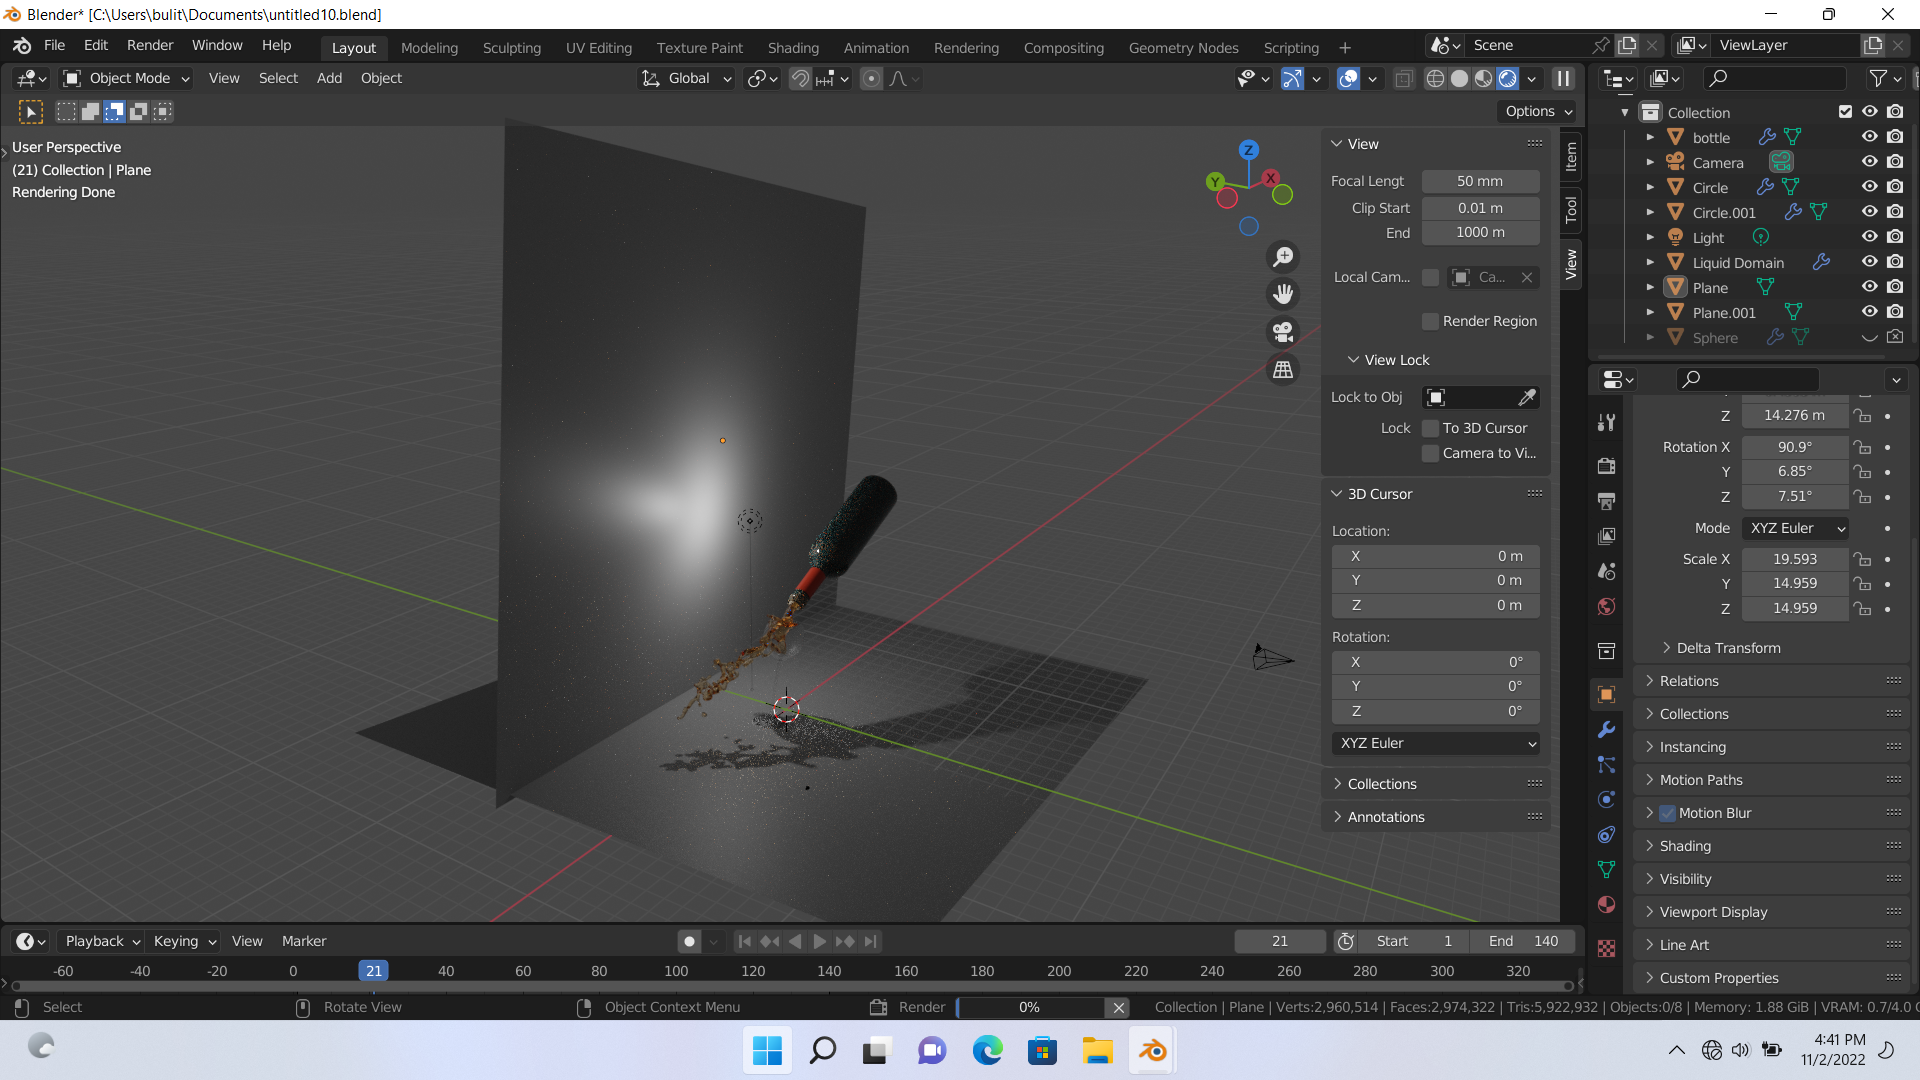 Blender* [C:\Users\bulit\Documents\untitled10.blend]
File Edit Render Window Help
Layout Modeling Sculpting UV Editing Texture Paint Shading Animation Rendering Compositing Geometry Nodes Scripting +
Scene
ViewLayer
Object Mode View Select Add Object
Global
Options
User Perspective
(21) Collection | Plane
Rendering Done
Z
Y
X
View
Focal Lengt 50 mm
Clip Start 0.01 m
End 1000 m
Local Cam... Ca...
Render Region
View Lock
Lock to Obj
Lock To 3D Cursor
Camera to Vi...
3D Cursor
Location:
X 0 m
Y 0 m
Z 0 m
Rotation:
X 0°
Y 0°
Z 0°
XYZ Euler
Collections
Annotations
Item
Tool
View
Collection
bottle
Camera
Circle
Circle.001
Light
Liquid Domain
Plane
Plane.001
Sphere
Z 14.276 m
Rotation X 90.9°
Y 6.85°
Z 7.51°
Mode XYZ Euler
Scale X 19.593
Y 14.959
Z 14.959
Delta Transform
Relations
Collections
Instancing
Motion Paths
Motion Blur
Shading
Visibility
Viewport Display
Line Art
Custom Properties
Playback Keying View Marker
21 Start 1 End 140
-60 -40 -20 0 21 40 60 80 100 120 140 160 180 200 220 240 260 280 300 320
Select Rotate View Object Context Menu Render 0% Collection | Plane | Verts:2,960,514 | Faces:2,974,322 | Tris:5,922,932 | Objects:0/8 | Memory: 1.88 GiB | VRAM: 0.7/4.0
4:41 PM
11/2/2022